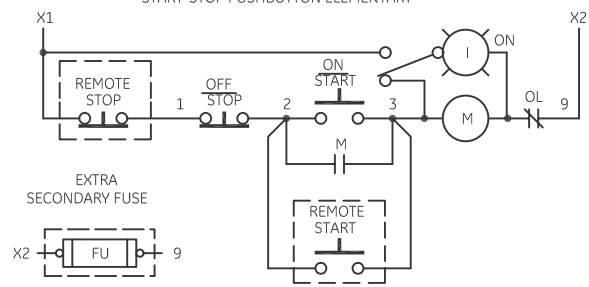 START-STOP PUSHBUTTON ELEMENTARY
X1
X2
ON
I
REMOTE
STOP
OFF
STOP
ON
START
1
2
3
M
OL
9
M
EXTRA
SECONDARY FUSE
REMOTE
START
X2
FU
9